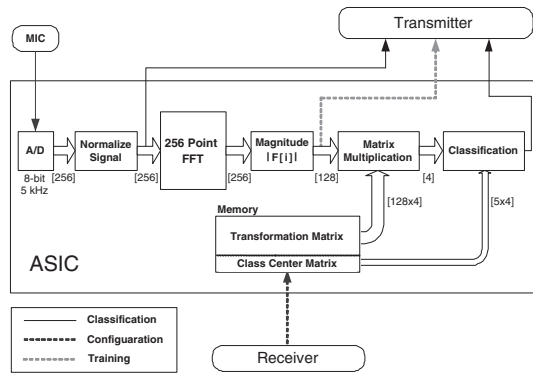 Transmitter
MIC
A/D
Normalize
Signal
256 Point
FFT
Magnitude
|F[i]|
Matrix
Multiplication
Classification
8-bit
5 kHz
[256]
[256]
[256]
[128]
[4]
[128x4]
[5x4]
Memory
Transformation Matrix
Class Center Matrix
ASIC
Classification
Configuaration
Training
Receiver